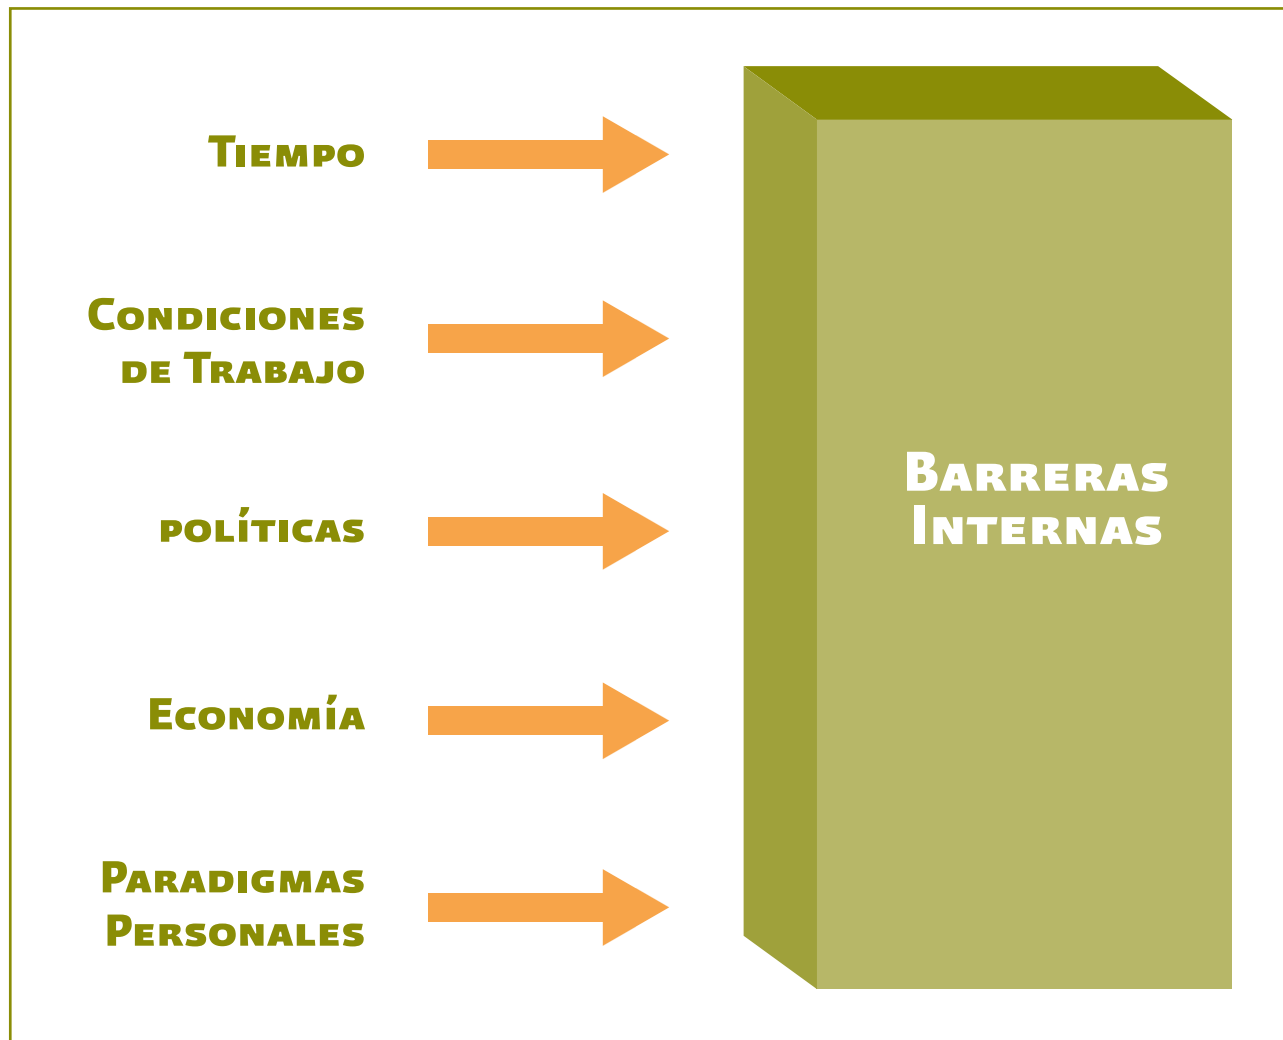 Tiempo
Condiciones
de Trabajo
políticas
Economía
Paradigmas
Personales
Barreras
Internas